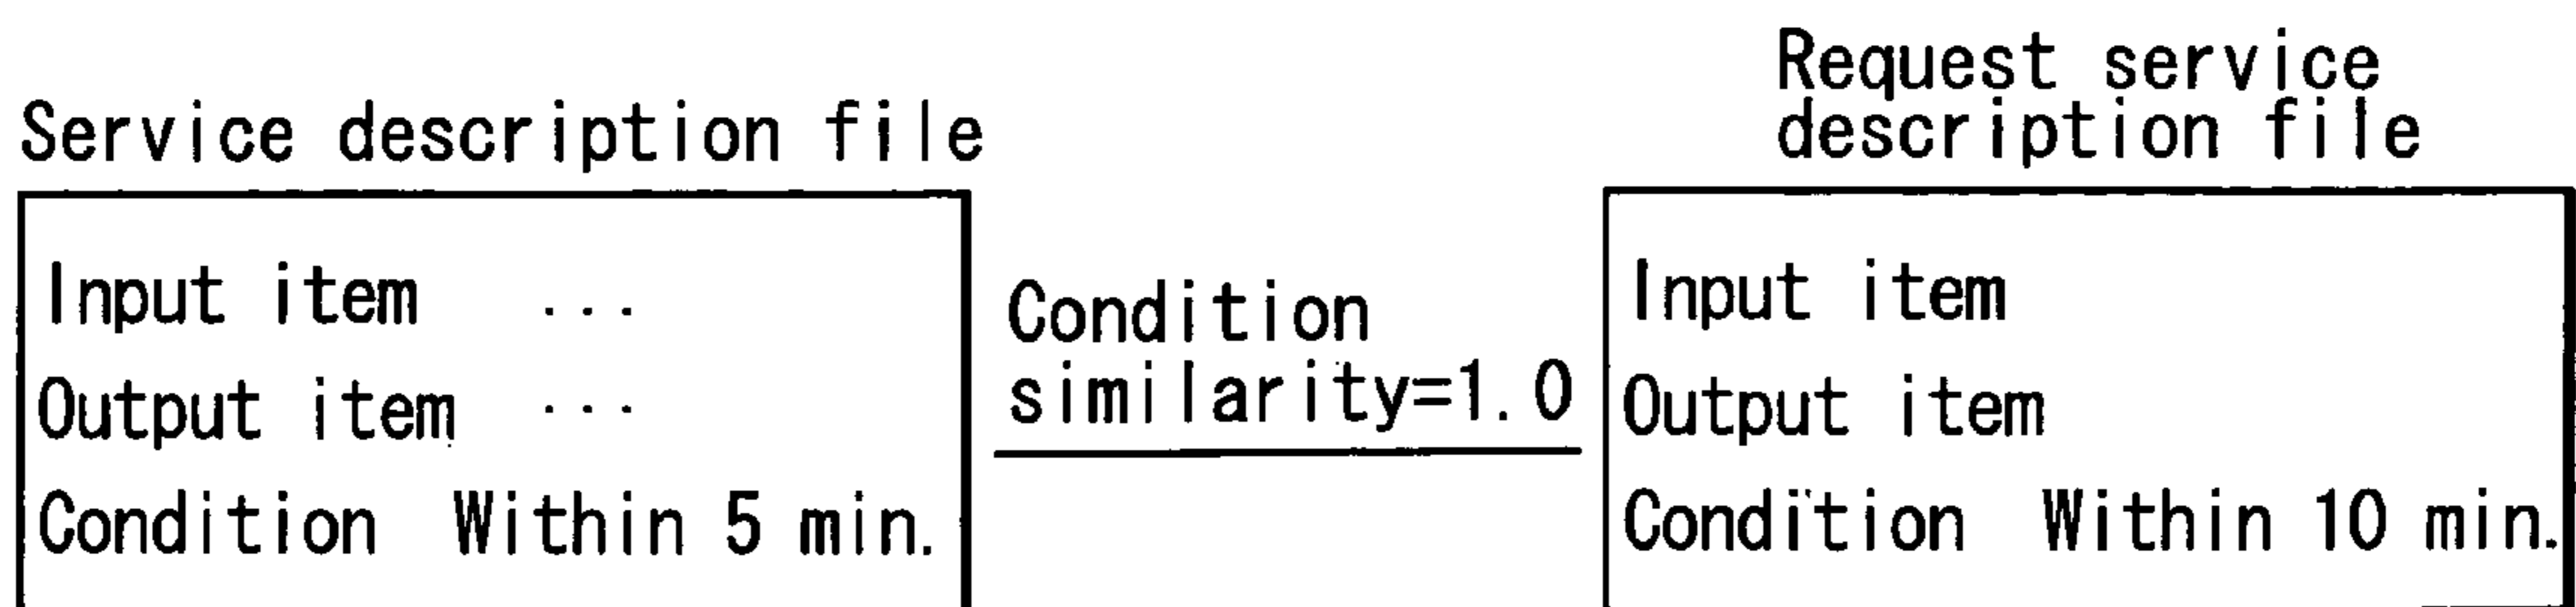 Service description file
Input item ...
Output item ...
Condition Within 5 min.
Condition
similarity=1.0
Request service
description file
Input item
Output item
Condition Within 10 min.